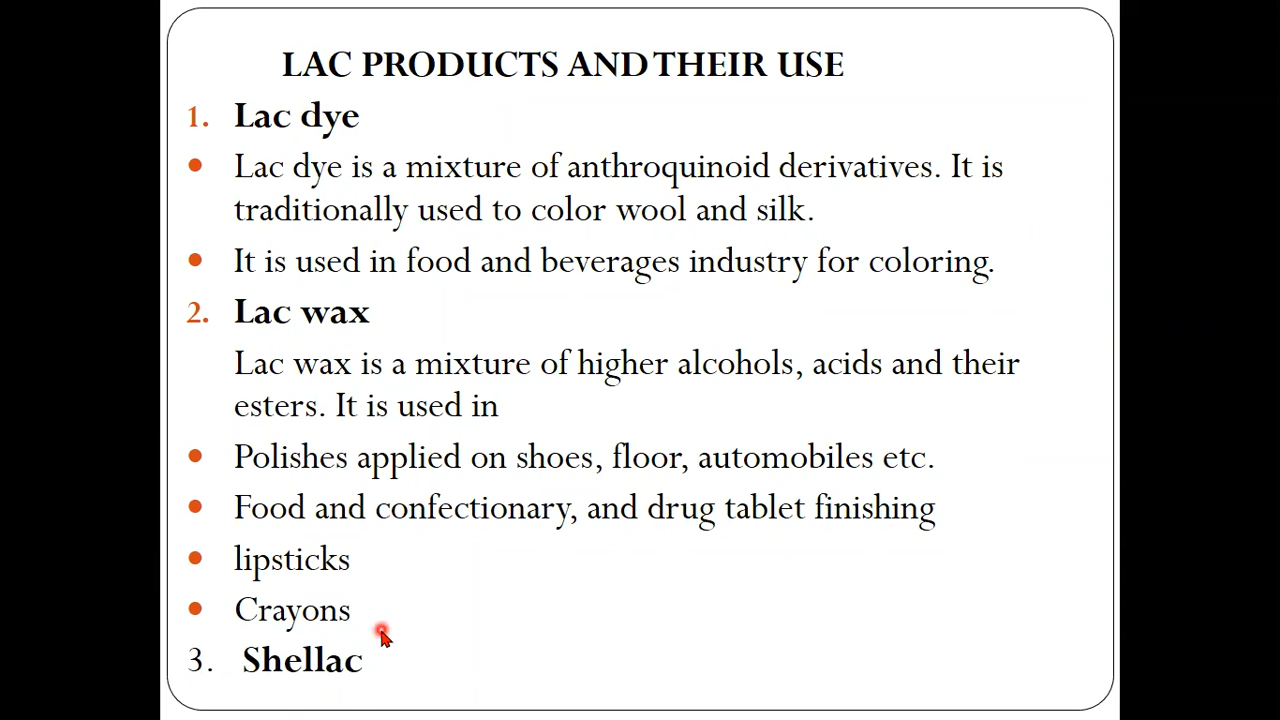 LAC PRODUCTS AND THEIR USE
1. Lac dye
• Lac dye is a mixture of anthroquinoid derivatives. It is
traditionally used to color wool and silk.
• It is used in food and beverages industry for coloring.
2. Lac wax
Lac wax is a mixture of higher alcohols, acids and their
esters. It is used in
• Polishes applied on shoes, floor, automobiles etc.
• Food and confectionary, and drug tablet finishing
• lipsticks
• Crayons
3. Shellac